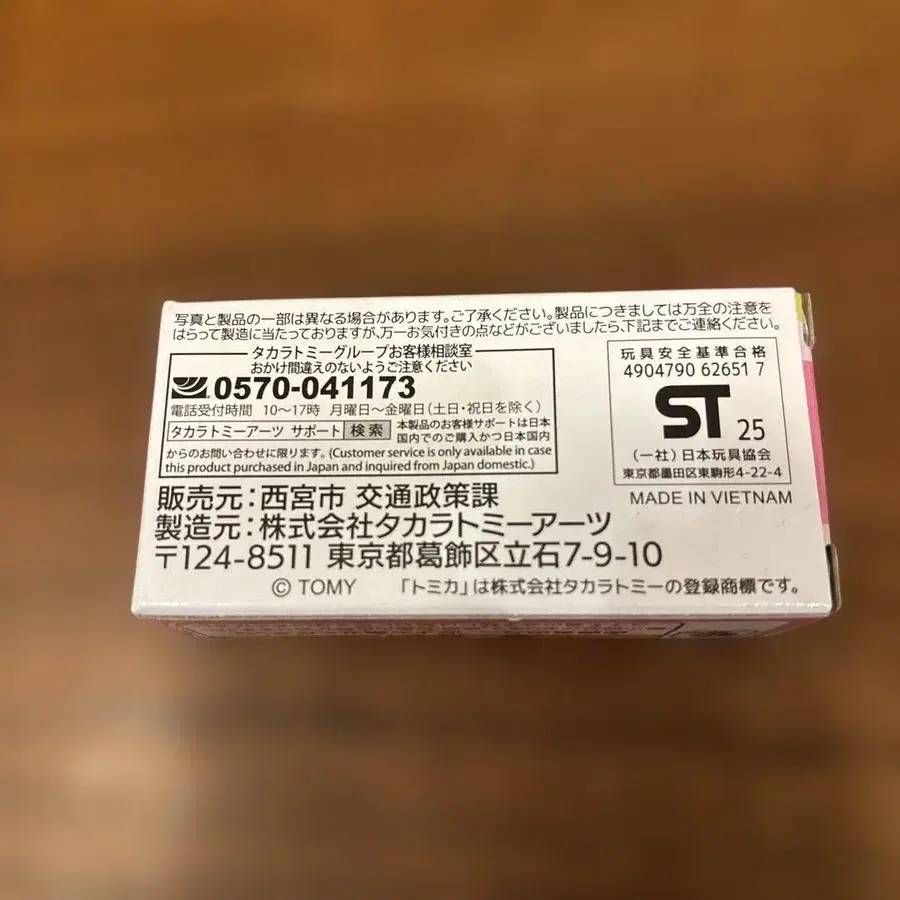 写真と製品の一部は異なる場合があります。ご了承ください。製品につきましては万全の注意を
はらって製造に当たっておりますが、万一お気付きの点などがございましたら、下記までご連絡ください。
タカラトミーグループお客様相談室
おかけ間違えのないようご注意ください
0570-041173
電話受付時間 10〜17時 月曜日〜金曜日(土日・祝日を除く)
タカラトミーアーツ サポート 検索 本製品のお客様サポートは日本
国内でのご購入かつ日本国内
からのお問い合わせに限ります。(Customer service is only available in case
this product purchased in Japan and inquired from Japan domestic.)
玩具安全基準合格
4904790 62651 7
ST 25
(一社)日本玩具協会
東京都墨田区東駒形4-22-4
MADE IN VIETNAM
販売元:西宮市 交通政策課
製造元:株式会社タカラトミーアーツ
〒124-8511 東京都葛飾区立石7-9-10
© TOMY 「トミカ」は株式会社タカラトミーの登録商標です。